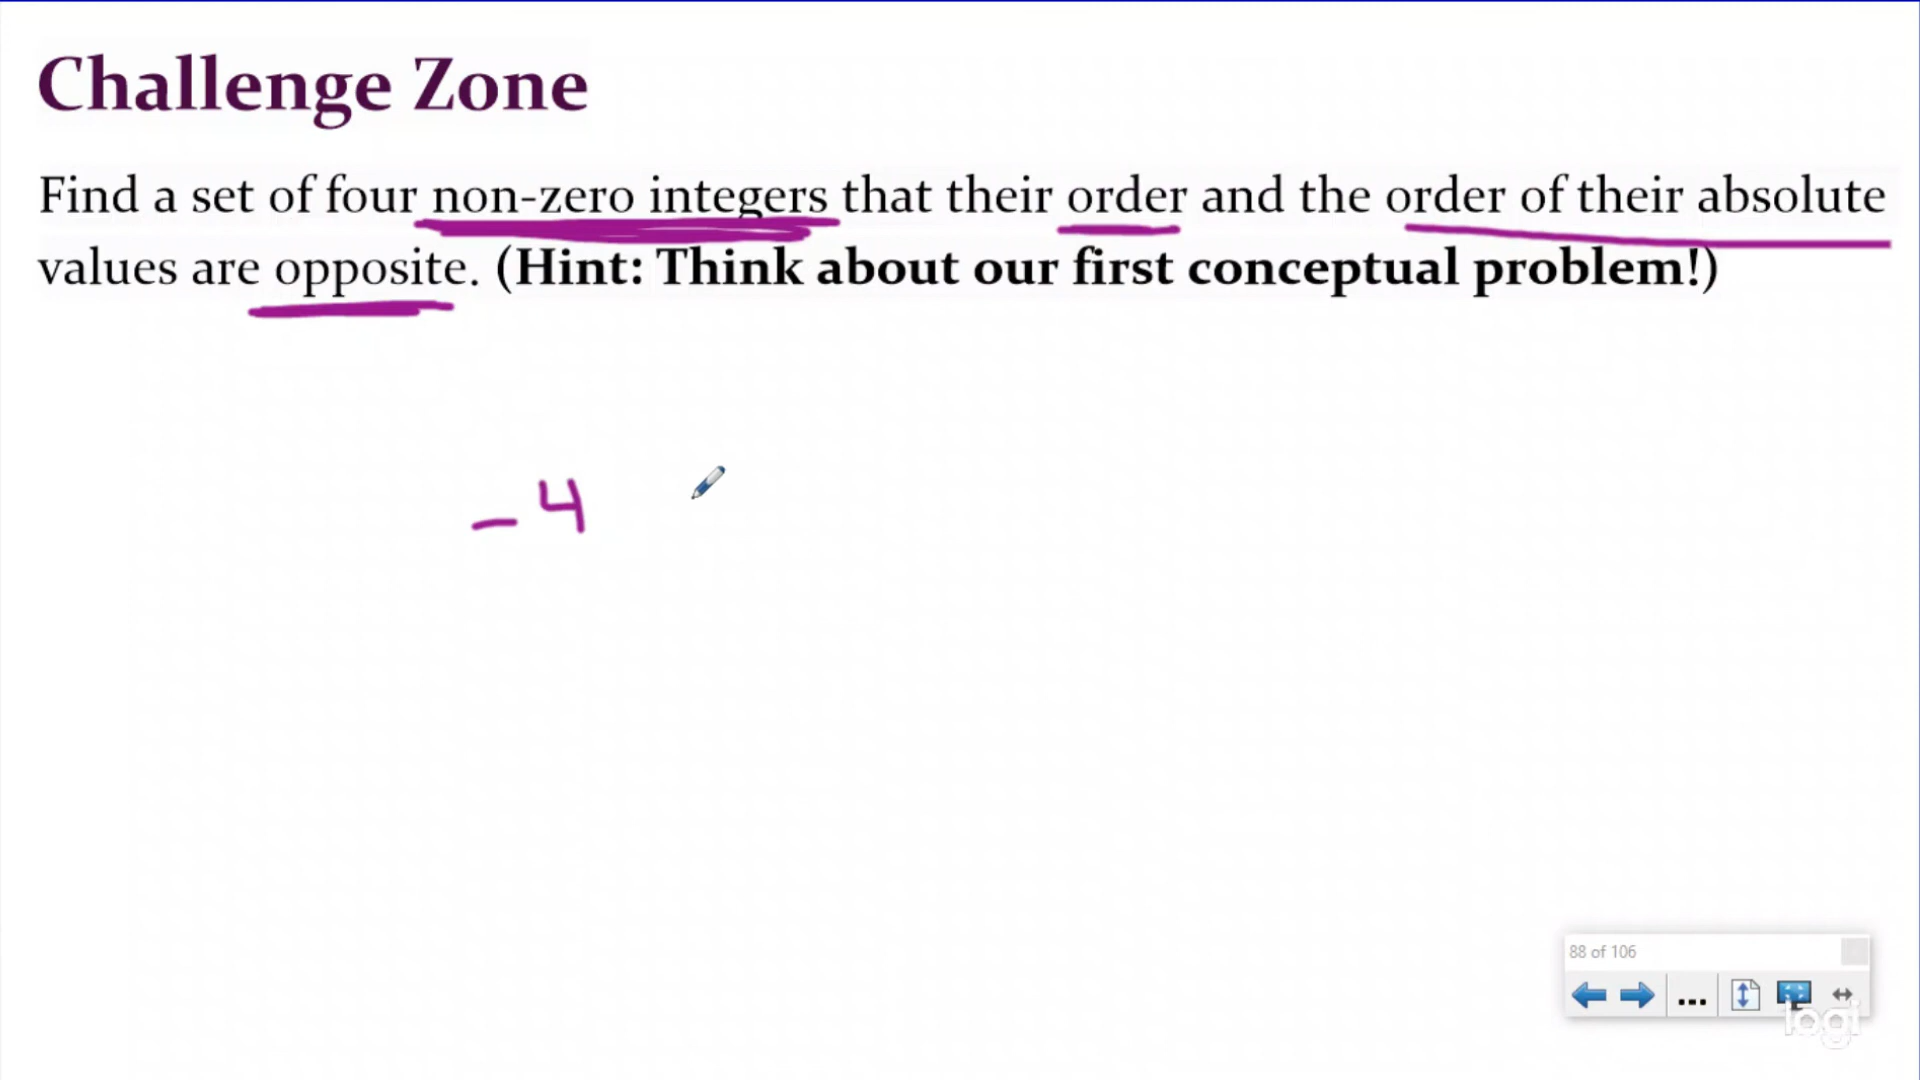 Challenge Zone
Find a set of four non-zero integers that their order and the order of their absolute
values are opposite. (Hint: Think about our first conceptual problem!)
-4
88 of 106
...
logi